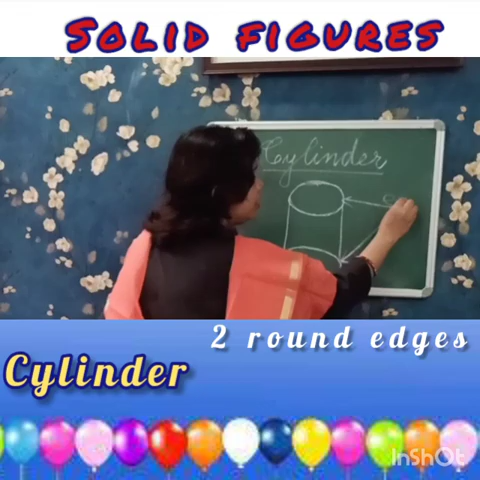 SOLID FIGURES
Cylinder
2 round edges
Cylinder
InShOt